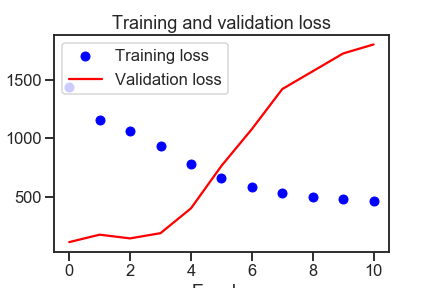 Training and validation loss
Training loss
Validation loss
1500
1000
500
0 2 4 6 8 10